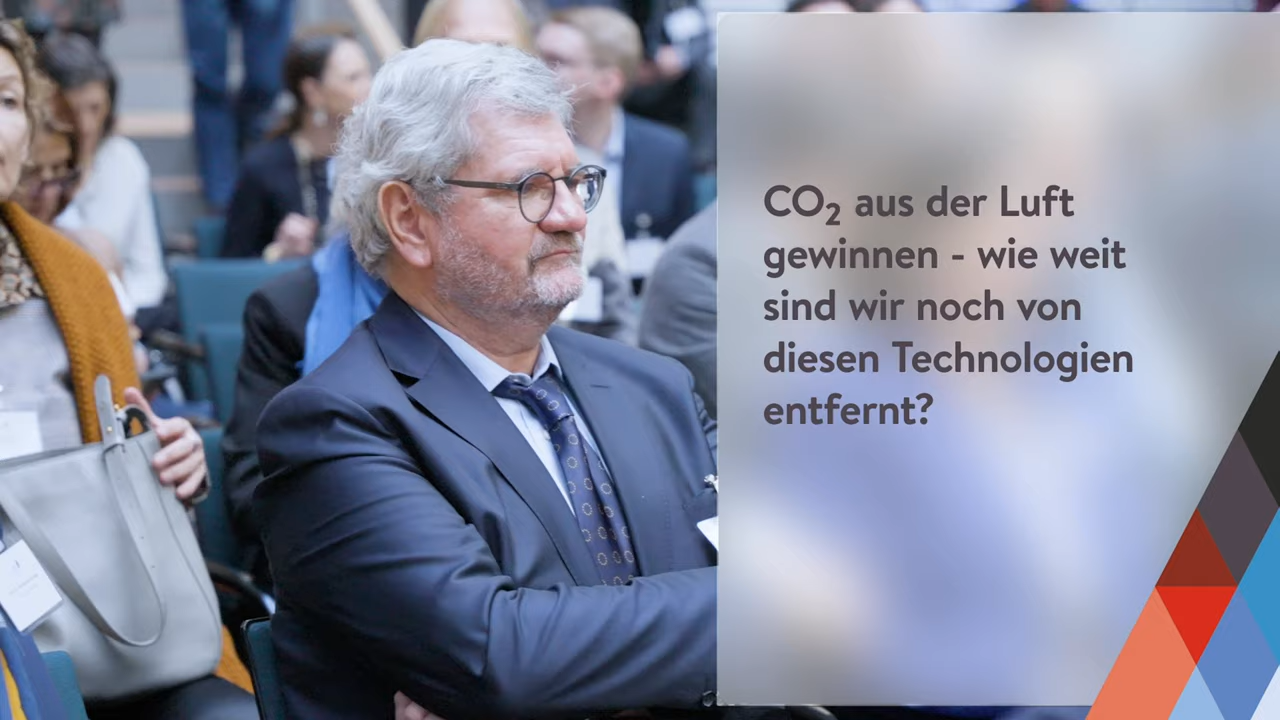 CO₂ aus der Luft
gewinnen - wie weit
sind wir noch von
diesen Technologien
entfernt?